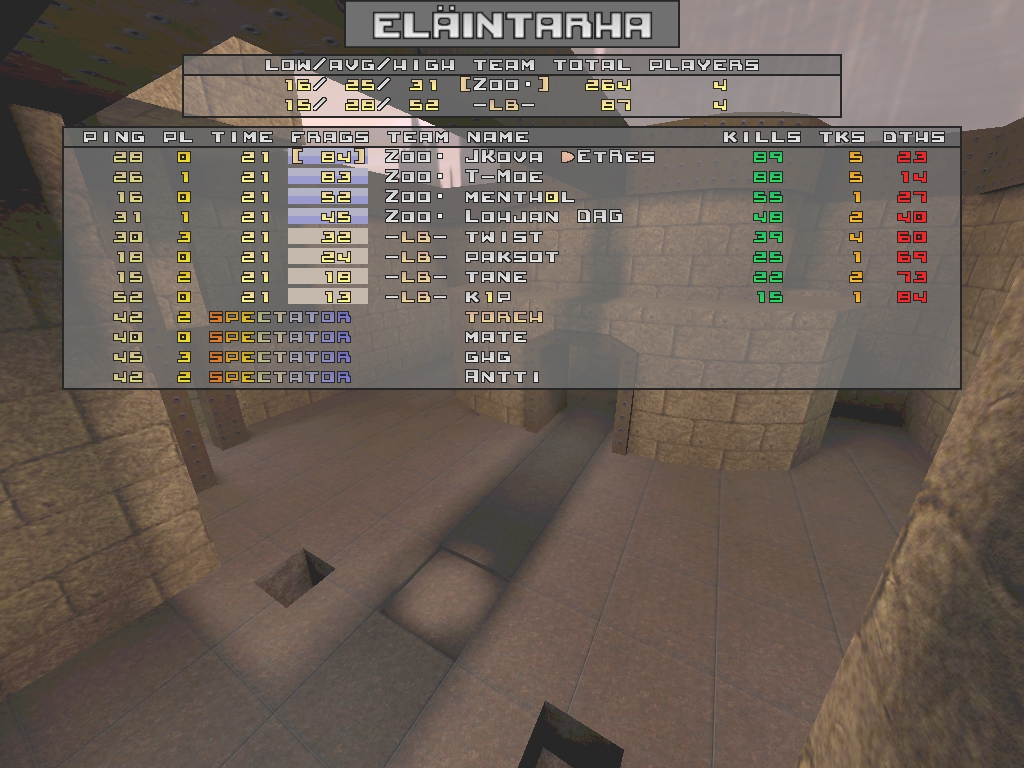 ELÄINTARHA
LOW/AVG/HIGH TEAM TOTAL PLAYERS
16/ 25/ 31 [Zoo·] 264 4
15/ 28/ 52 -LB- 87 4
PING PL TIME FRAGS TEAM NAME KILLS TKS DTHS
28 0 21 [ 84] Zoo· JKOVA DETRES 89 5 23
26 1 21 83 Zoo· T-MOE 88 5 14
16 0 21 52 Zoo· MENTHOL 55 1 27
31 1 21 45 Zoo· LOHJAN DAG 48 2 40
30 3 21 32 -LB- TWIST 39 4 60
18 0 21 24 -LB- PAKSOT 25 1 69
15 2 21 18 -LB- TANE 22 2 73
52 0 21 13 -LB- K1P 15 1 84
42 2 SPECTATOR TORCH
40 0 SPECTATOR MATE
45 3 SPECTATOR GHG
42 2 SPECTATOR ANTTI